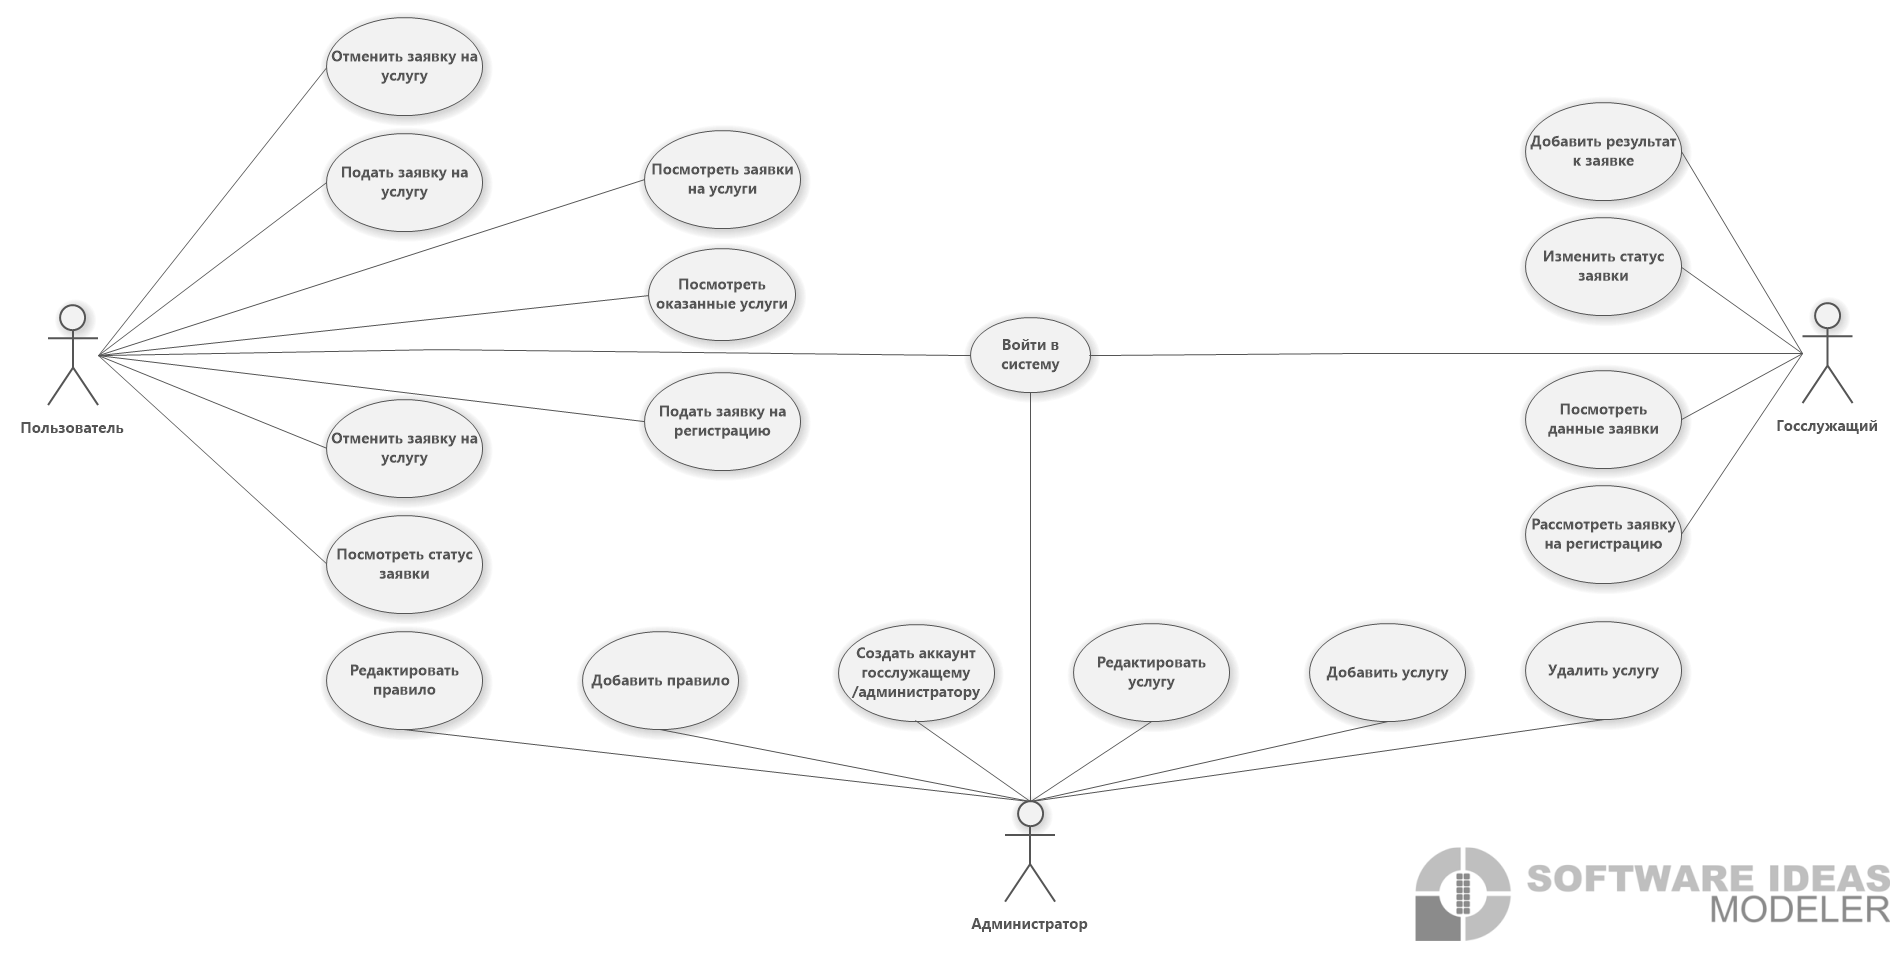 Отменить заявку на
услугу
Подать заявку на
услугу
Посмотреть заявки
на услуги
Посмотреть
оказанные услуги
Войти в
систему
Подать заявку на
регистрацию
Пользователь
Отменить заявку на
услугу
Посмотреть статус
заявки
Добавить результат
к заявке
Изменить статус
заявки
Посмотреть
данные заявки
Госслужащий
Рассмотреть заявку
на регистрацию
Редактировать
правило
Добавить правило
Создать аккаунт
госслужащему
/администратору
Редактировать
услугу
Добавить услугу
Удалить услугу
Администратор
SOFTWARE IDEAS
MODELER